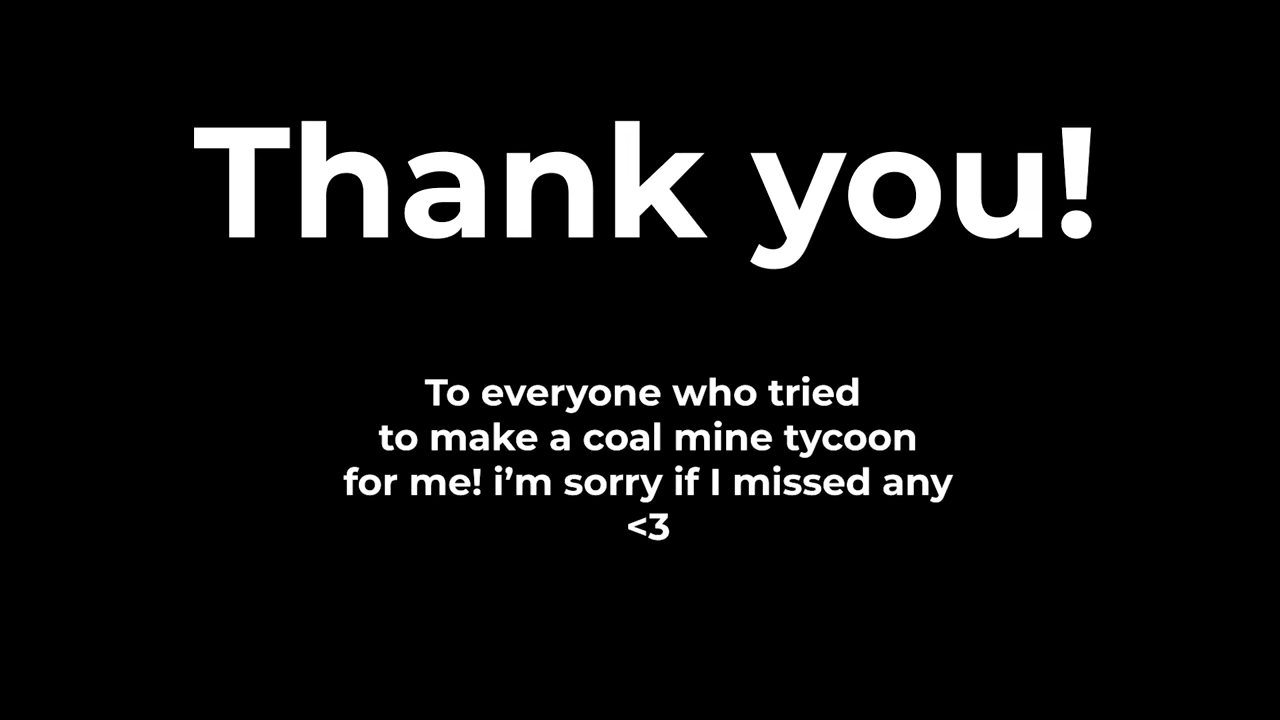 Thank you!
To everyone who tried
to make a coal mine tycoon
for me! i’m sorry if I missed any
<3